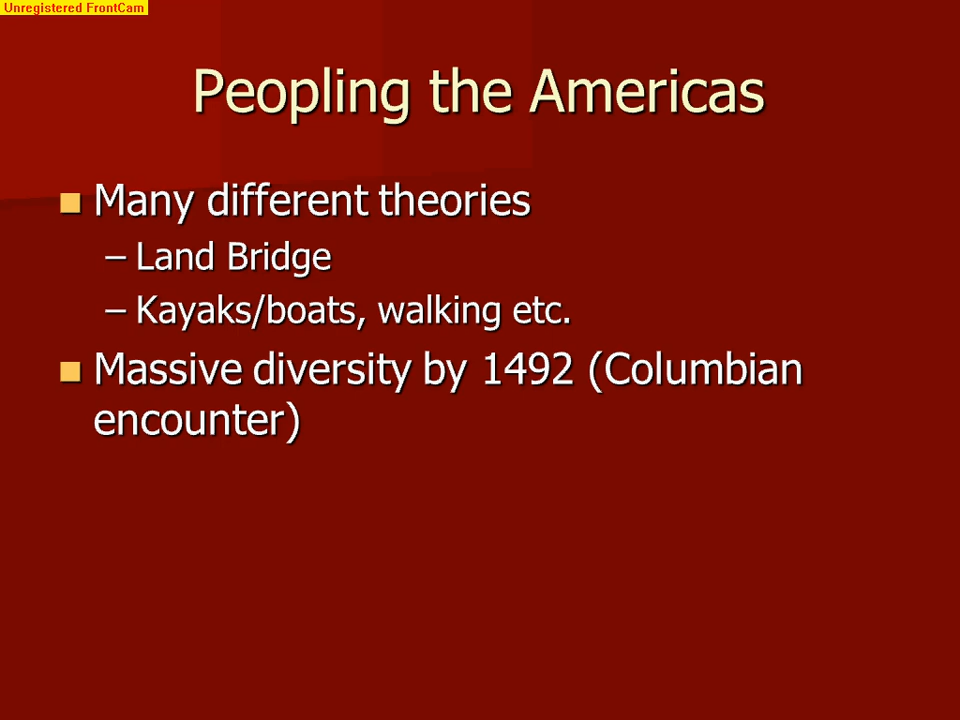 Unregistered FrontCam
Peopling the Americas
■ Many different theories
– Land Bridge
– Kayaks/boats, walking etc.
■ Massive diversity by 1492 (Columbian
encounter)